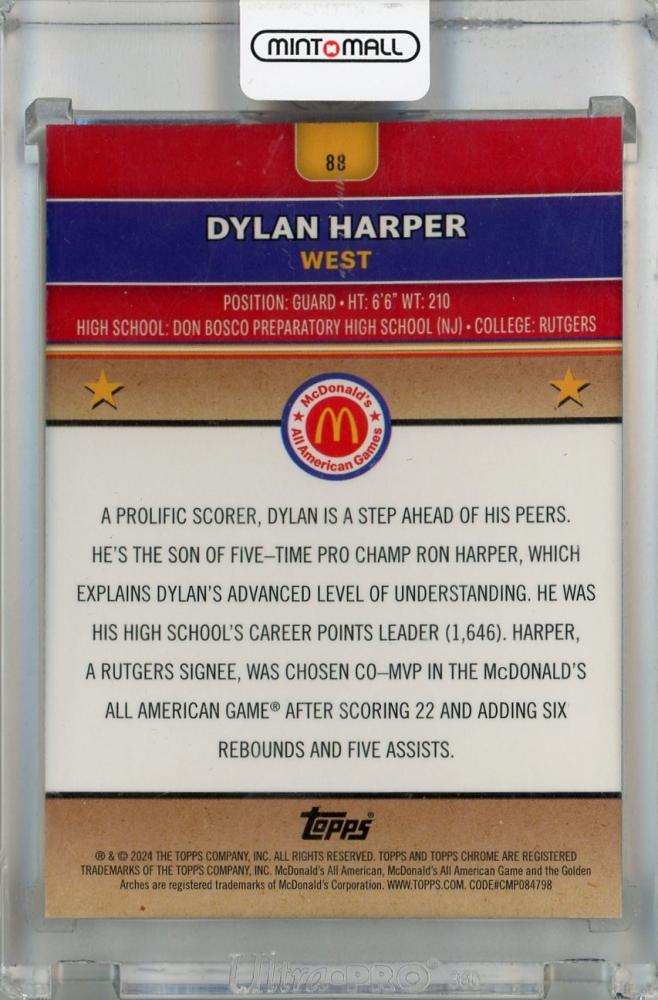 MINT MALL
88
DYLAN HARPER
WEST
POSITION: GUARD • HT: 6'6" WT: 210
HIGH SCHOOL: DON BOSCO PREPARATORY HIGH SCHOOL (NJ) • COLLEGE: RUTGERS
McDonald's
All American Games
A PROLIFIC SCORER, DYLAN IS A STEP AHEAD OF HIS PEERS.
HE'S THE SON OF FIVE–TIME PRO CHAMP RON HARPER, WHICH
EXPLAINS DYLAN'S ADVANCED LEVEL OF UNDERSTANDING. HE WAS
HIS HIGH SCHOOL'S CAREER POINTS LEADER (1,646). HARPER,
A RUTGERS SIGNEE, WAS CHOSEN CO–MVP IN THE McDONALD'S
ALL AMERICAN GAME® AFTER SCORING 22 AND ADDING SIX
REBOUNDS AND FIVE ASSISTS.
Topps®
® & © 2024 THE TOPPS COMPANY, INC. ALL RIGHTS RESERVED. TOPPS AND TOPPS CHROME ARE REGISTERED
TRADEMARKS OF THE TOPPS COMPANY, INC. McDonald's All American, McDonald's All American Game and the Golden
Arches are registered trademarks of McDonald's Corporation. WWW.TOPPS.COM. CODE#CMP084798
Ultra·PRO®